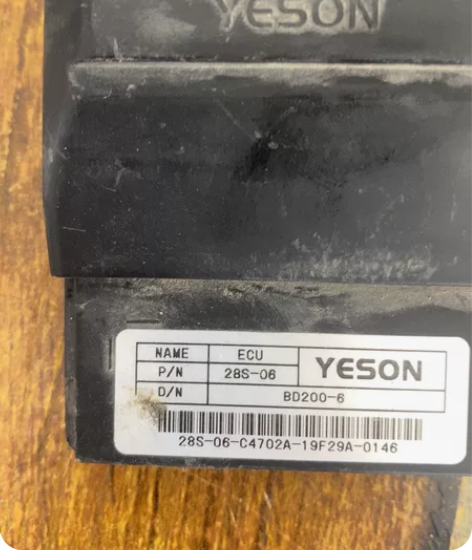 YESON
NAME ECU YESON
P/N 28S-06
D/N BD200-6
28S-06-C4702A-19F29A-0146